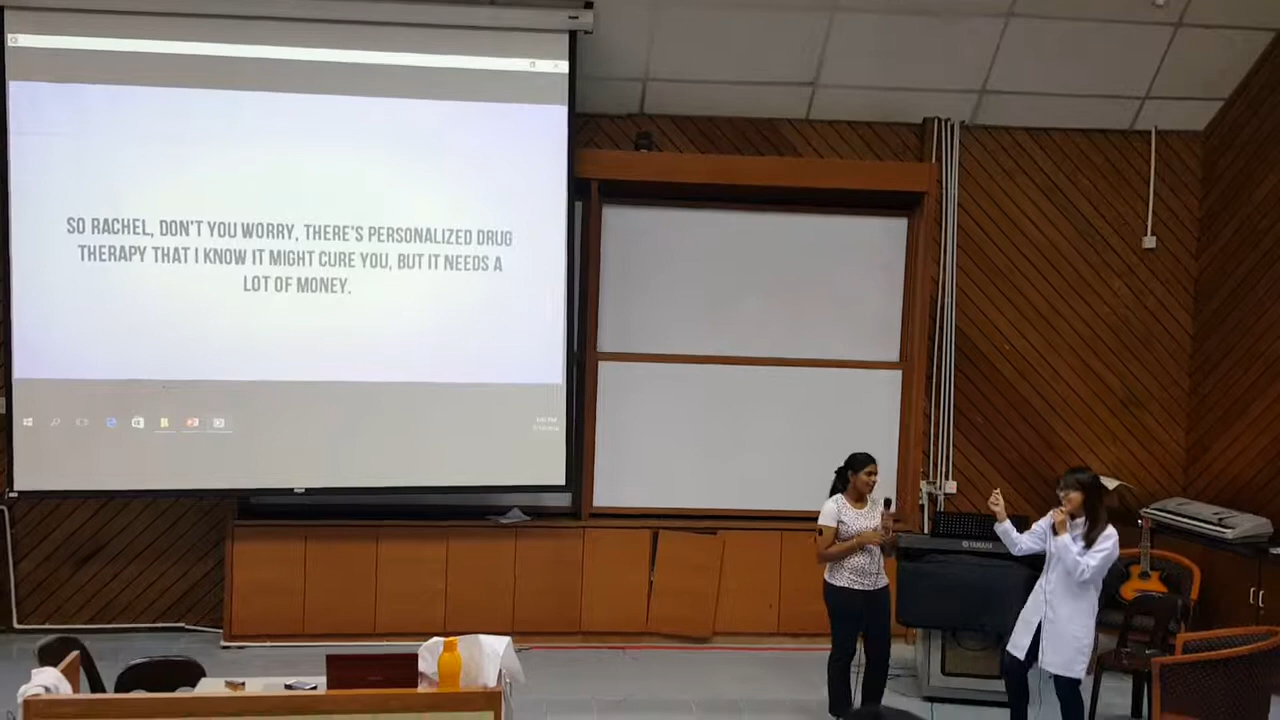 SO RACHEL, DON'T YOU WORRY, THERE'S PERSONALIZED DRUG
THERAPY THAT I KNOW IT MIGHT CURE YOU, BUT IT NEEDS A
LOT OF MONEY.
YAMAHA